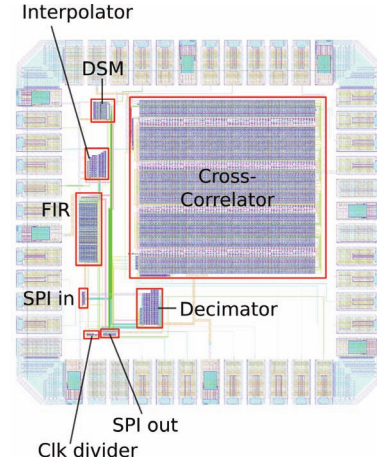 Interpolator
DSM
Cross-
Correlator
FIR
SPI in
Decimator
SPI out
Clk divider